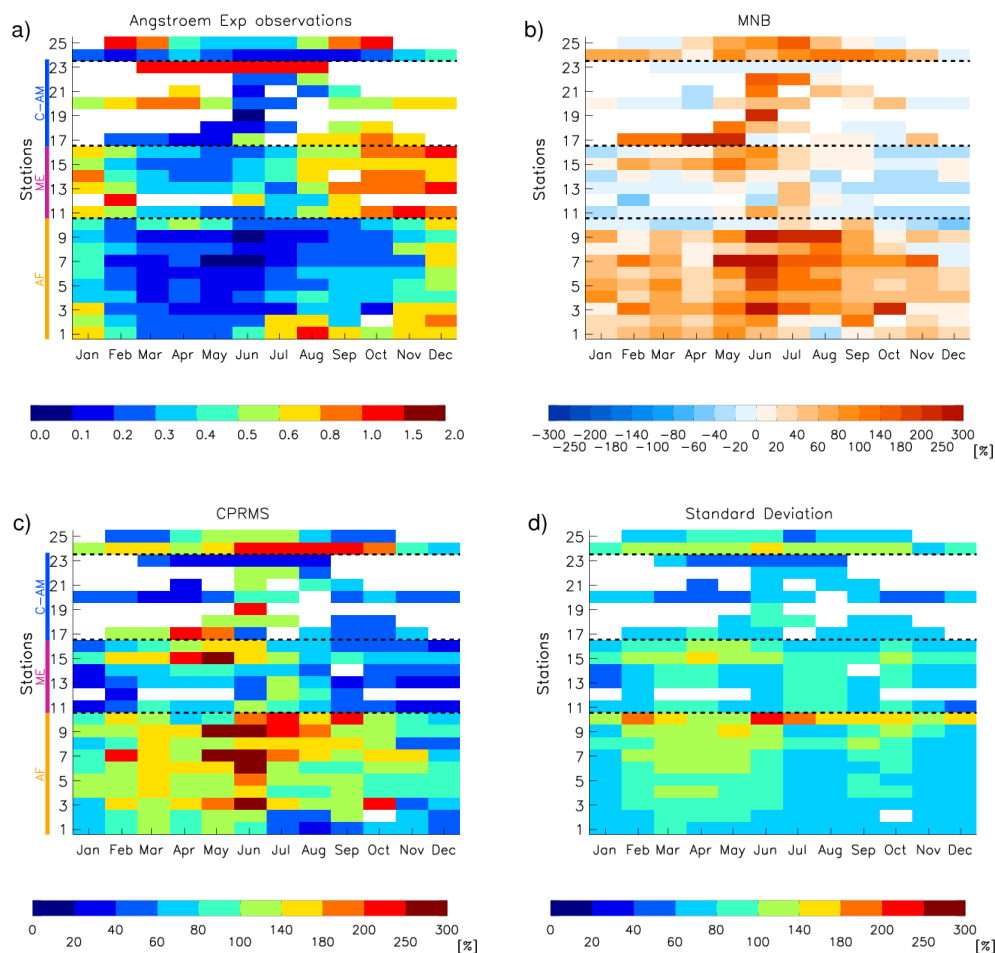 a)
Angstroem Exp observations
25
23
21
19
17
15
13
11
9
7
5
3
1
Stations
C-AM
ME
AF
Jan Feb Mar Apr May Jun Jul Aug Sep Oct Nov Dec
0.0 0.1 0.2 0.3 0.4 0.5 0.6 0.8 1.0 1.5 2.0
b)
MNB
25
23
21
19
17
15
13
11
9
7
5
3
1
Stations
Jan Feb Mar Apr May Jun Jul Aug Sep Oct Nov Dec
-300 -180 -100 -60 -20 0 40 80 140 200 300
-250 -140 -80 -40 20 60 100 180 250 [%]
c)
CPRMS
25
23
21
19
17
15
13
11
9
7
5
3
1
Stations
C-AM
ME
AF
Jan Feb Mar Apr May Jun Jul Aug Sep Oct Nov Dec
0 40 80 140 200 300
20 60 100 180 250 [%]
d)
Standard Deviation
25
23
21
19
17
15
13
11
9
7
5
3
1
Stations
Jan Feb Mar Apr May Jun Jul Aug Sep Oct Nov Dec
0 40 80 140 200 300
20 60 100 180 250 [%]